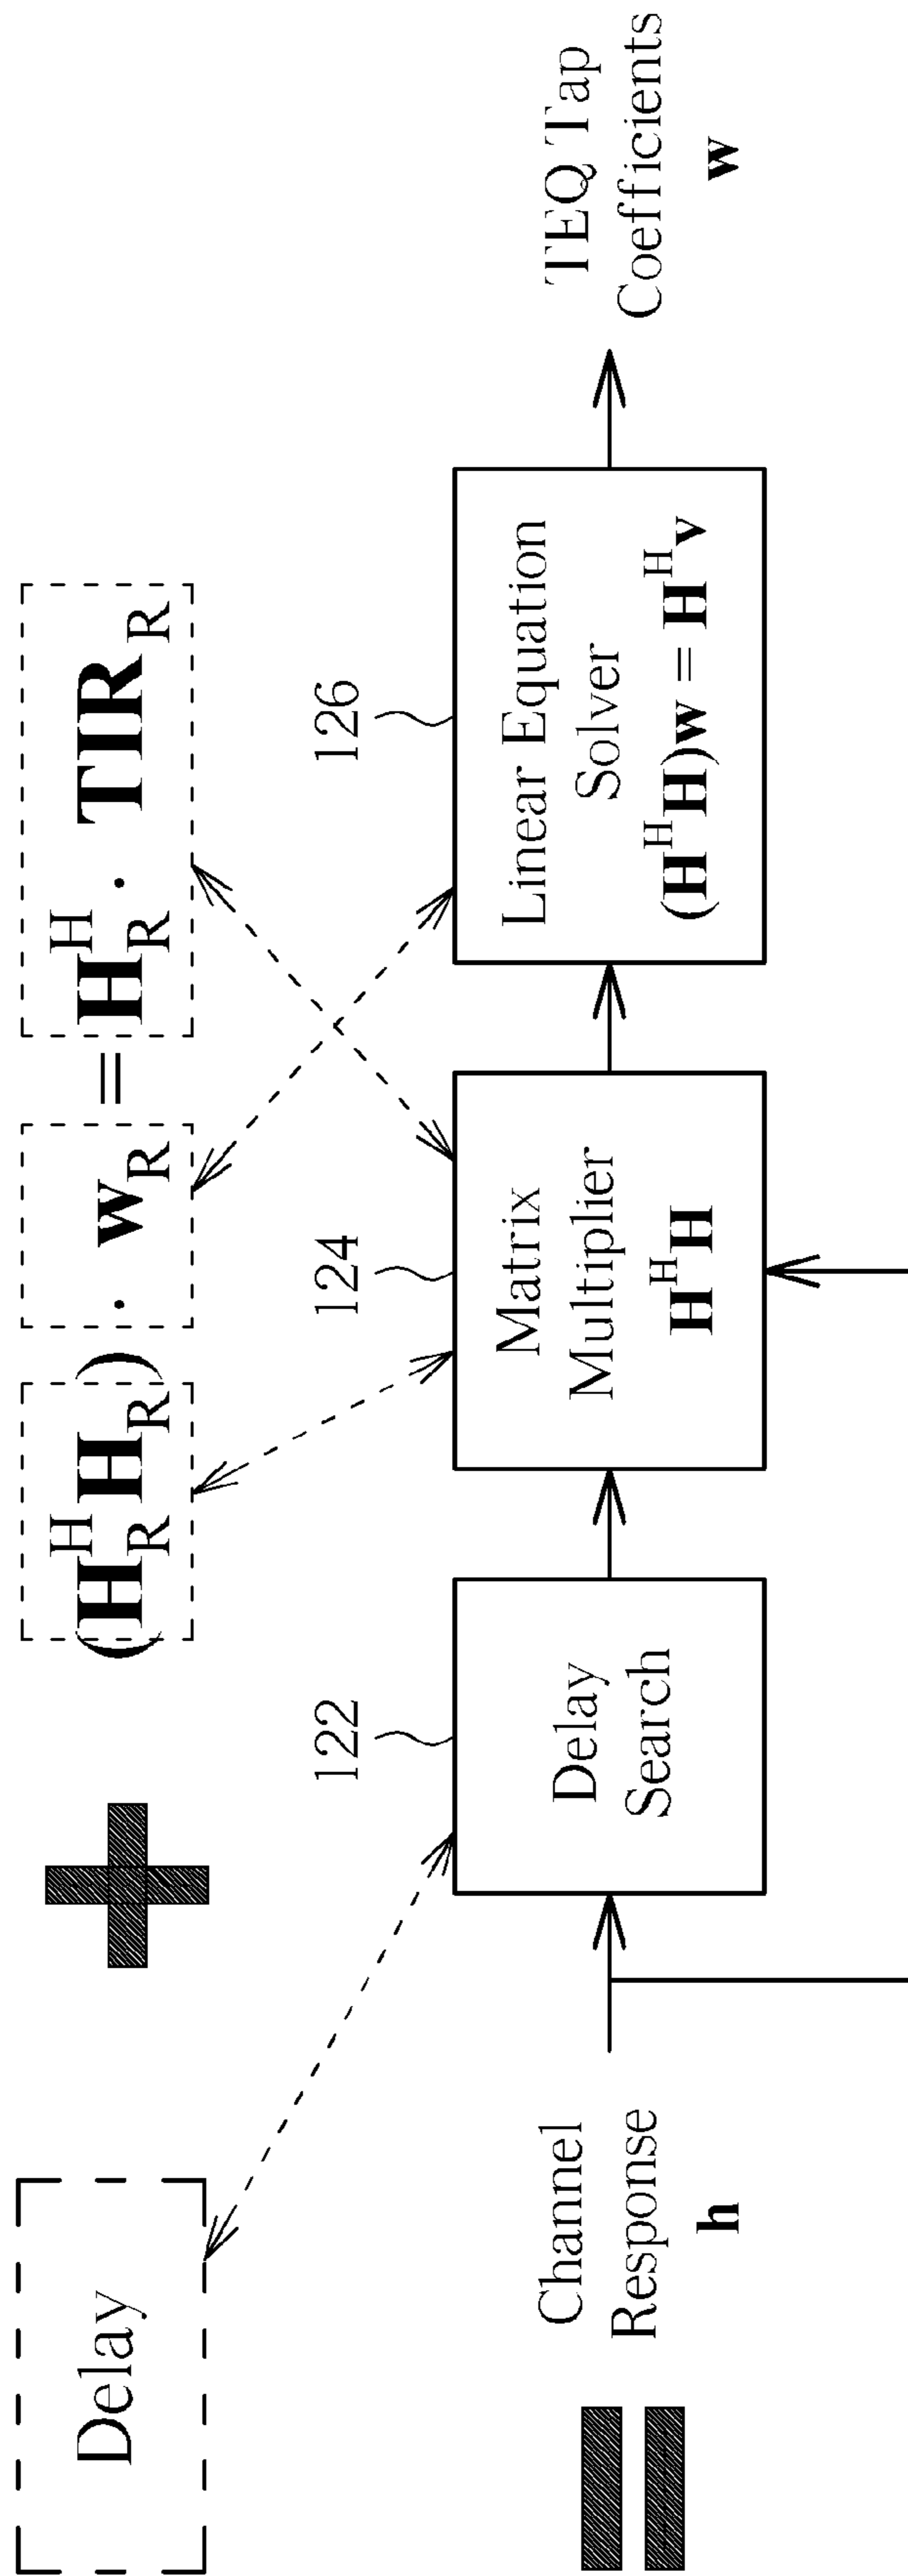 Delay
(H_R^H H_R) . w_R = H_R^H . TIR_R
122
124
126
Channel
Response
h
Delay
Search
Matrix
Multiplier
H^H H
Linear Equation
Solver
(H^H H)w = H^H v
TEQ Tap
Coefficients
w